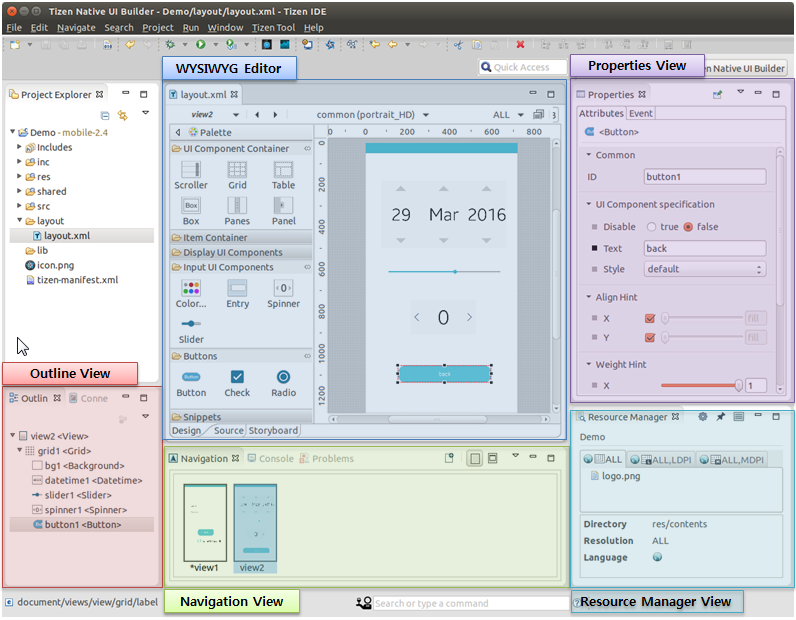 Tizen Native UI Builder - Demo/layout/layout.xml - Tizen IDE
File Edit Navigate Search Project Run Window Tizen Tool Help
WYSIWYG Editor
Quick Access
Properties View
en Native UI Builder
Project Explorer
Demo - mobile-2.4
Includes
inc
res
shared
src
layout
layout.xml
lib
icon.png
tizen-manifest.xml
Outline View
Outlin
Conne
view2 <View>
grid1 <Grid>
bg1 <Background>
datetime1 <Datetime>
slider1 <Slider>
spinner1 <Spinner>
button1 <Button>
layout.xml
view2
common (portrait_HD)
ALL
Palette
UI Component Container
Scroller Grid Table
Box
Box Panes Panel
Item Container
Display UI Components
Input UI Components
Color... Entry Spinner
Slider
Buttons
Button
Button Check Radio
Snippets
Design Source Storyboard
0 200 400 600 800
0
200
400
600
800
1000
1200
29 Mar 2016
< 0 >
back
Navigation Console Problems
*view1 view2
Navigation View
Properties
Attributes Event
<Button>
Common
ID button1
UI Component specification
Disable true false
Text back
Style default
Align Hint
X fill
Y fill
Weight Hint
X 1
Resource Manager
Demo
ALL ALL,LDPI ALL,MDPI
logo.png
Directory res/contents
Resolution ALL
Language
Resource Manager View
document/views/view/grid/label
Search or type a command